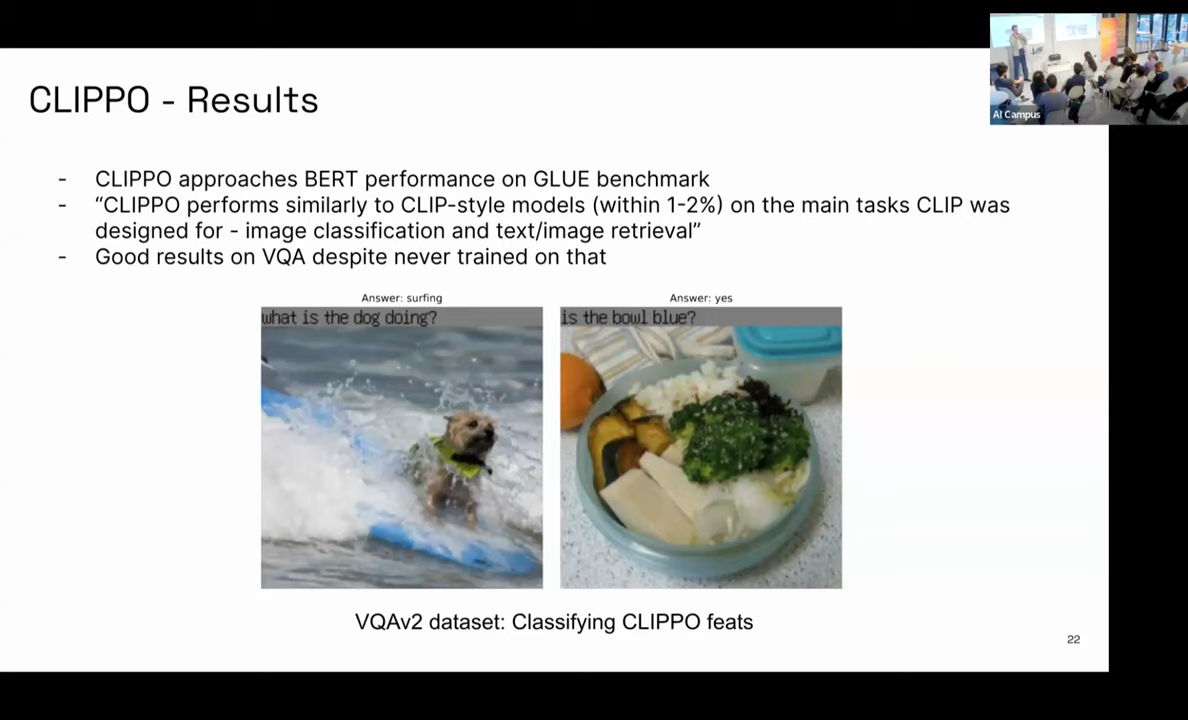 CLIPPO - Results
AI Campus
- CLIPPO approaches BERT performance on GLUE benchmark
- “CLIPPO performs similarly to CLIP-style models (within 1-2%) on the main tasks CLIP was
designed for - image classification and text/image retrieval”
- Good results on VQA despite never trained on that
Answer: surfing
what is the dog doing?
Answer: yes
is the bowl blue?
VQAv2 dataset: Classifying CLIPPO feats
22